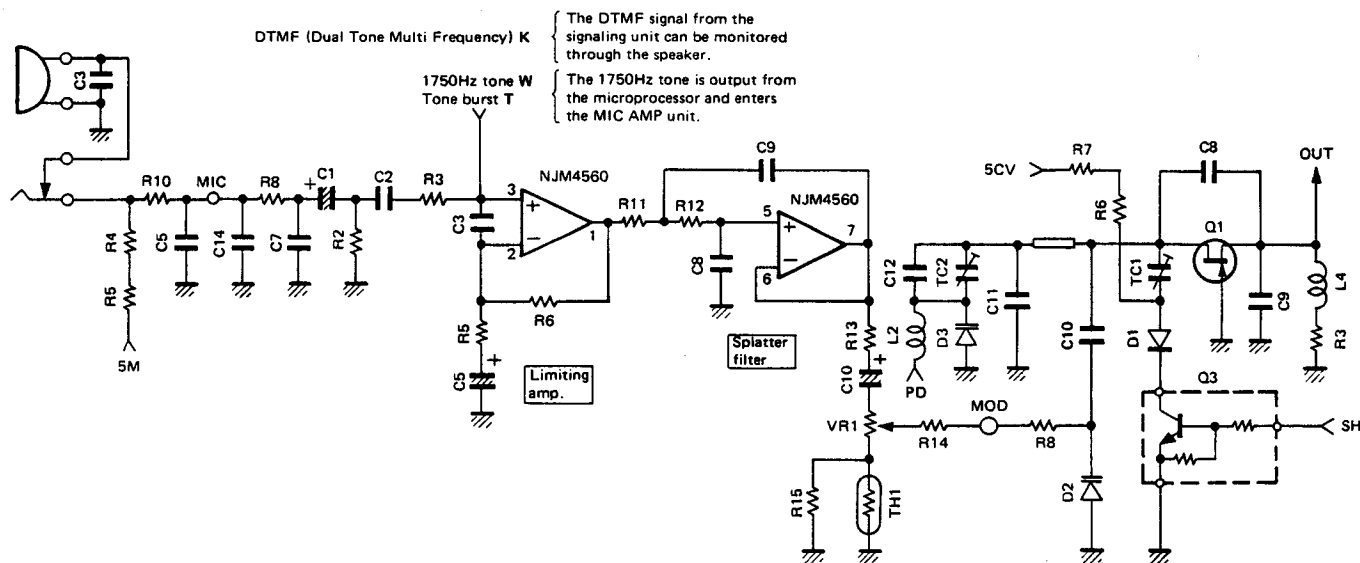 DTMF (Dual Tone Multi Frequency) K
The DTMF signal from the
signaling unit can be monitored
through the speaker.
1750Hz tone W
Tone burst T
The 1750Hz tone is output from
the microprocessor and enters
the MIC AMP unit.
C3
R10
MIC
R8
+
C1
C2
R3
R4
R5
5M
C5
C14
C7
R2
C3
3
+
−
2
1
NJM4560
R6
R5
+
C5
Limiting
amp.
R11
R12
C9
C8
NJM4560
5
+
−
6
7
Splatter
filter
R13
+
C10
VR1
R15
TH1
R14
MOD
R8
C12
TC2
L2
D3
PD
C11
C10
D2
5CV
R7
R6
C8
TC1
D1
Q1
OUT
C9
L4
R3
Q3
SH